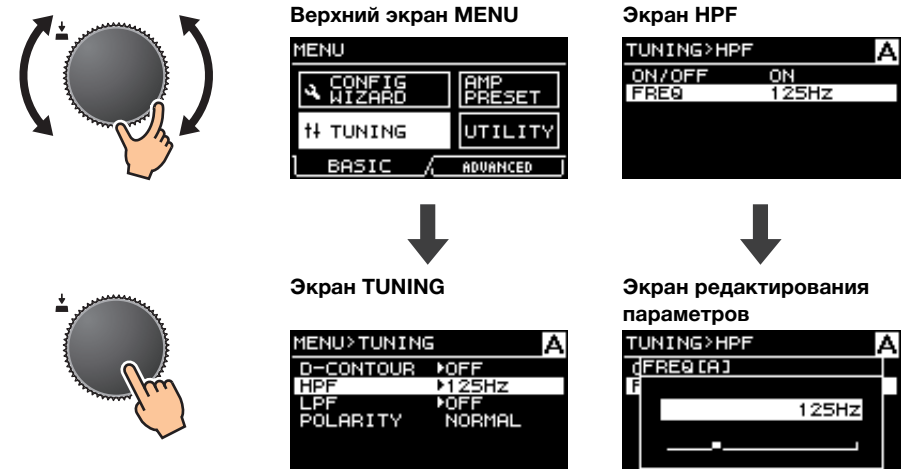 Верхний экран MENU
MENU
CONFIG WIZARD
AMP PRESET
TUNING
UTILITY
BASIC
ADVANCED
Экран HPF
TUNING>HPF A
ON/OFF ON
FREQ 125Hz
Экран TUNING
MENU>TUNING A
D-CONTOUR OFF
HPF 125Hz
LPF OFF
POLARITY NORMAL
Экран редактирования
параметров
TUNING>HPF A
FREQ[A]
125Hz